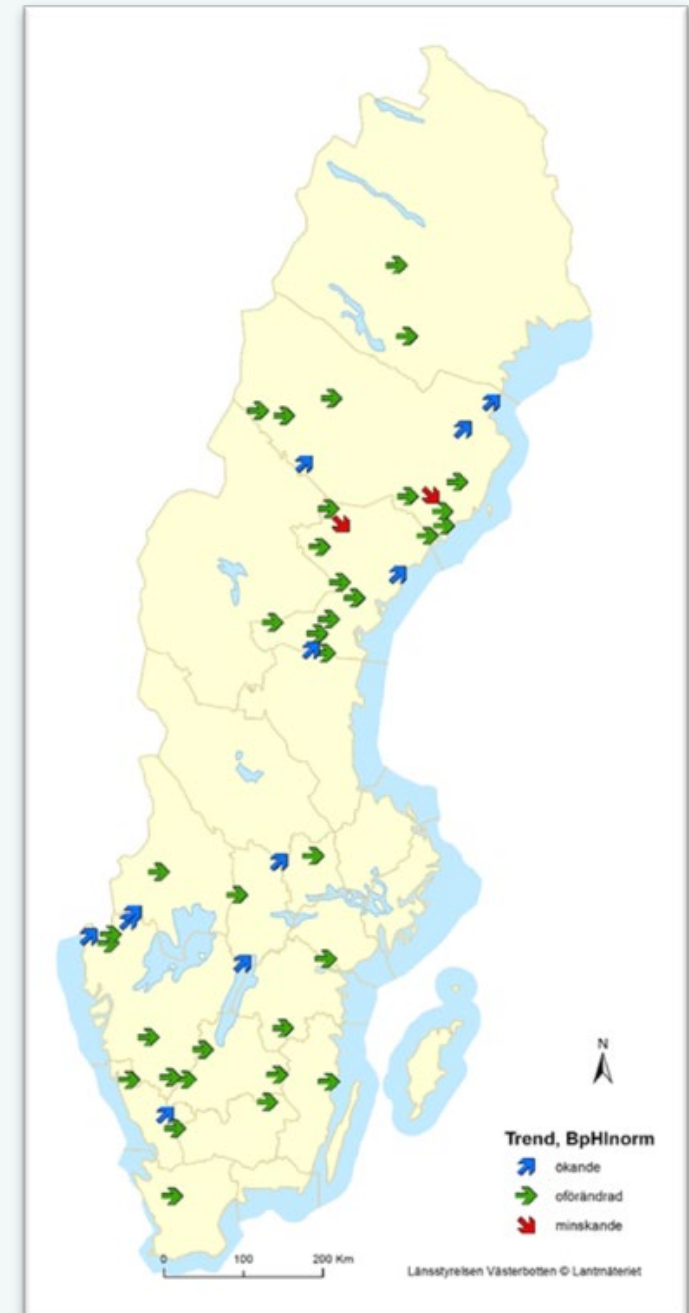 N
Trend, BpHInorm
ökande
oförändrad
minskande
0 100 200 Km
Länsstyrelsen Västerbotten © Lantmäteriet